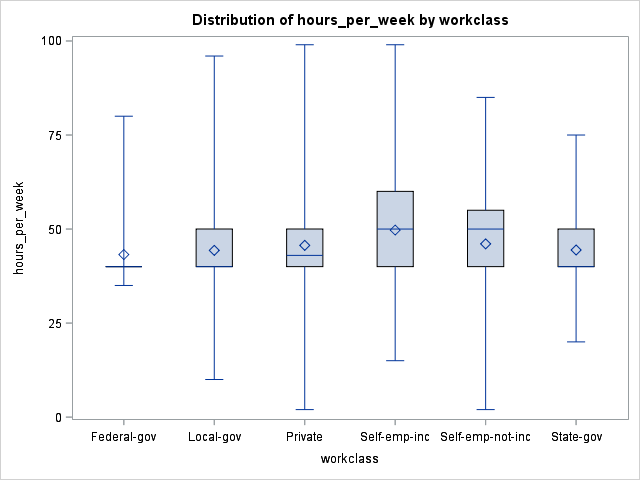 Distribution of hours_per_week by workclass
100
75
50
25
0
hours_per_week
Federal-gov Local-gov Private Self-emp-inc Self-emp-not-inc State-gov
workclass